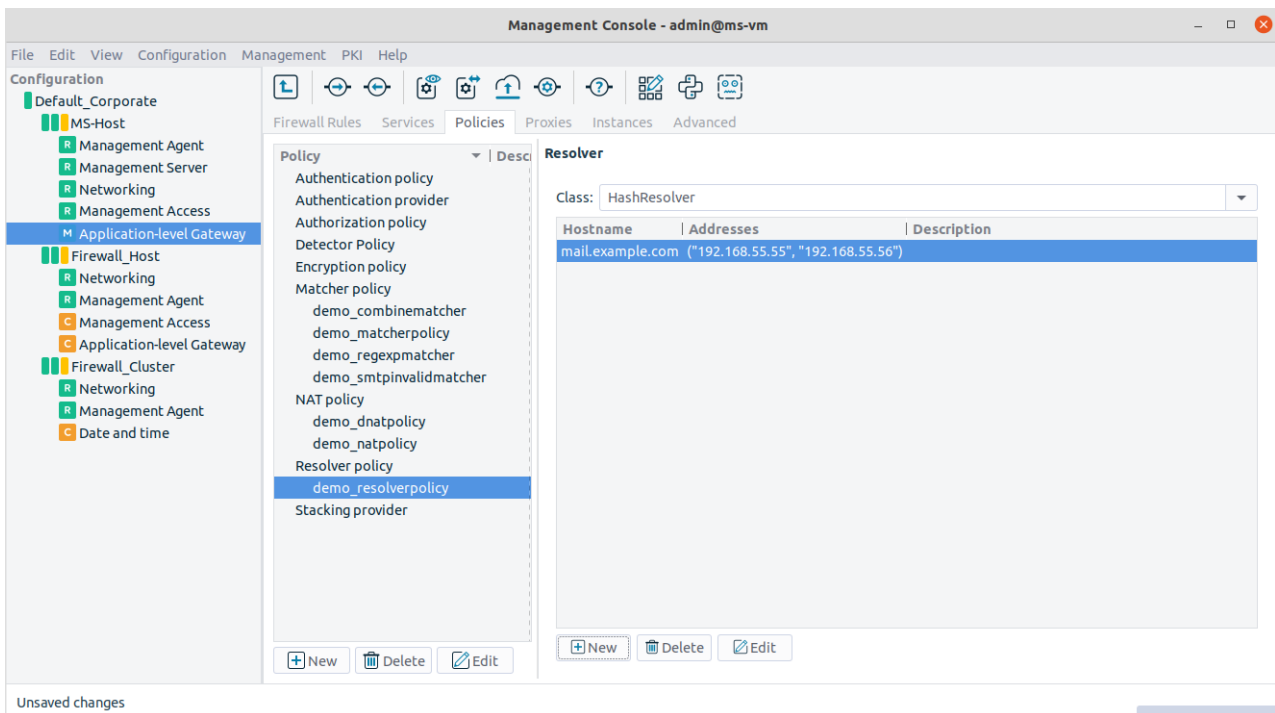 Management Console - admin@ms-vm
File Edit View Configuration Management PKI Help
Configuration
Default_Corporate
MS-Host
R Management Agent
R Management Server
R Networking
R Management Access
M Application-level Gateway
Firewall_Host
R Networking
R Management Agent
C Management Access
C Application-level Gateway
Firewall_Cluster
R Networking
R Management Agent
C Date and time
Firewall Rules Services Policies Proxies Instances Advanced
Policy | Descr
Authentication policy
Authentication provider
Authorization policy
Detector Policy
Encryption policy
Matcher policy
demo_combinematcher
demo_matcherpolicy
demo_regexpmatcher
demo_smtpinvalidmatcher
NAT policy
demo_dnatpolicy
demo_natpolicy
Resolver policy
demo_resolverpolicy
Stacking provider
New Delete Edit
Resolver
Class: HashResolver
Hostname | Addresses | Description
mail.example.com ("192.168.55.55", "192.168.55.56")
New Delete Edit
Unsaved changes